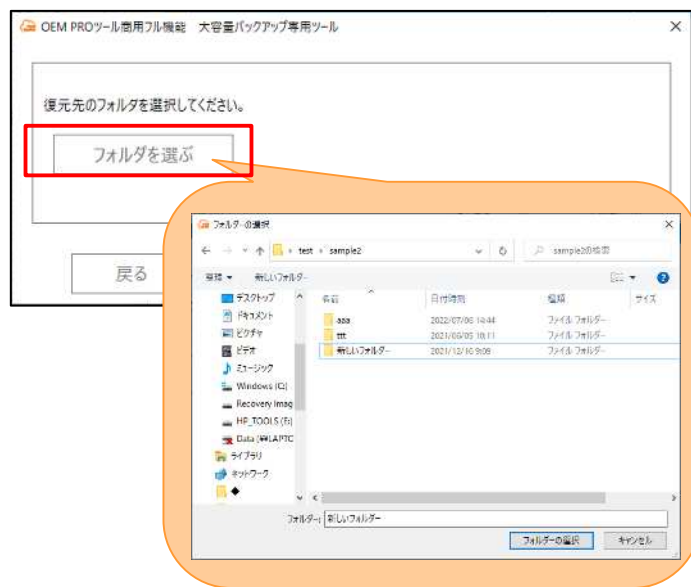 OEM PROツール商用フル機能　大容量バックアップ専用ツール
復元先のフォルダを選択してください。
フォルダを選ぶ
戻る
フォルダーの選択
test › sample2
sample2の検索
整理
新しいフォルダー
デスクトップ
ドキュメント
ピクチャ
ビデオ
ミュージック
Windows (C:)
Recovery Imag
HP_TOOLS (E:)
Data (¥¥LAPTC
ライブラリ
ネットワーク
◆
名前 更新日時 種類 サイズ
aaa 2022/07/08 14:44 ファイル フォルダー
ttt 2021/06/05 10:11 ファイル フォルダー
新しいフォルダー 2021/12/16 9:09 ファイル フォルダー
フォルダー: 新しいフォルダー
フォルダーの選択
キャンセル